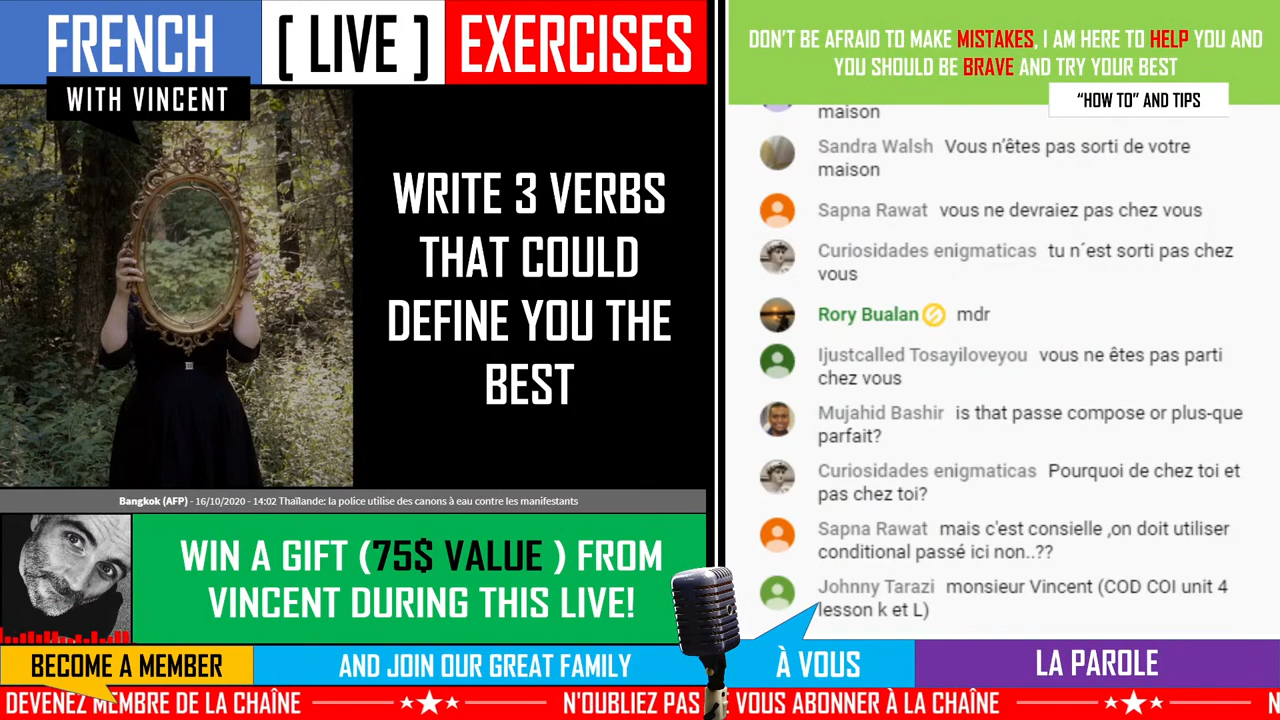 FRENCH
[ LIVE ]
EXERCISES
WITH VINCENT
WRITE 3 VERBS
THAT COULD
DEFINE YOU THE
BEST
Bangkok (AFP) - 16/10/2020 - 14:02 Thaïlande: la police utilise des canons à eau contre les manifestants
WIN A GIFT (75$ VALUE ) FROM
VINCENT DURING THIS LIVE!
BECOME A MEMBER
AND JOIN OUR GREAT FAMILY
DON'T BE AFRAID TO MAKE MISTAKES, I AM HERE TO HELP YOU AND
YOU SHOULD BE BRAVE AND TRY YOUR BEST
“HOW TO” AND TIPS
maison
Sandra Walsh Vous n'êtes pas sorti de votre
maison
Sapna Rawat vous ne devraiez pas chez vous
Curiosidades enigmaticas tu n´est sorti pas chez
vous
Rory Bualan mdr
Ijustcalled Tosayiloveyou vous ne êtes pas parti
chez vous
Mujahid Bashir is that passe compose or plus-que
parfait?
Curiosidades enigmaticas Pourquoi de chez toi et
pas chez toi?
Sapna Rawat mais c'est consielle ,on doit utiliser
conditional passé ici non..??
Johnny Tarazi monsieur Vincent (COD COI unit 4
lesson k et L)
À VOUS
LA PAROLE
DEVENEZ MEMBRE DE LA CHAÎNE
N'OUBLIEZ PAS
VOUS ABONNER À LA CHAÎNE